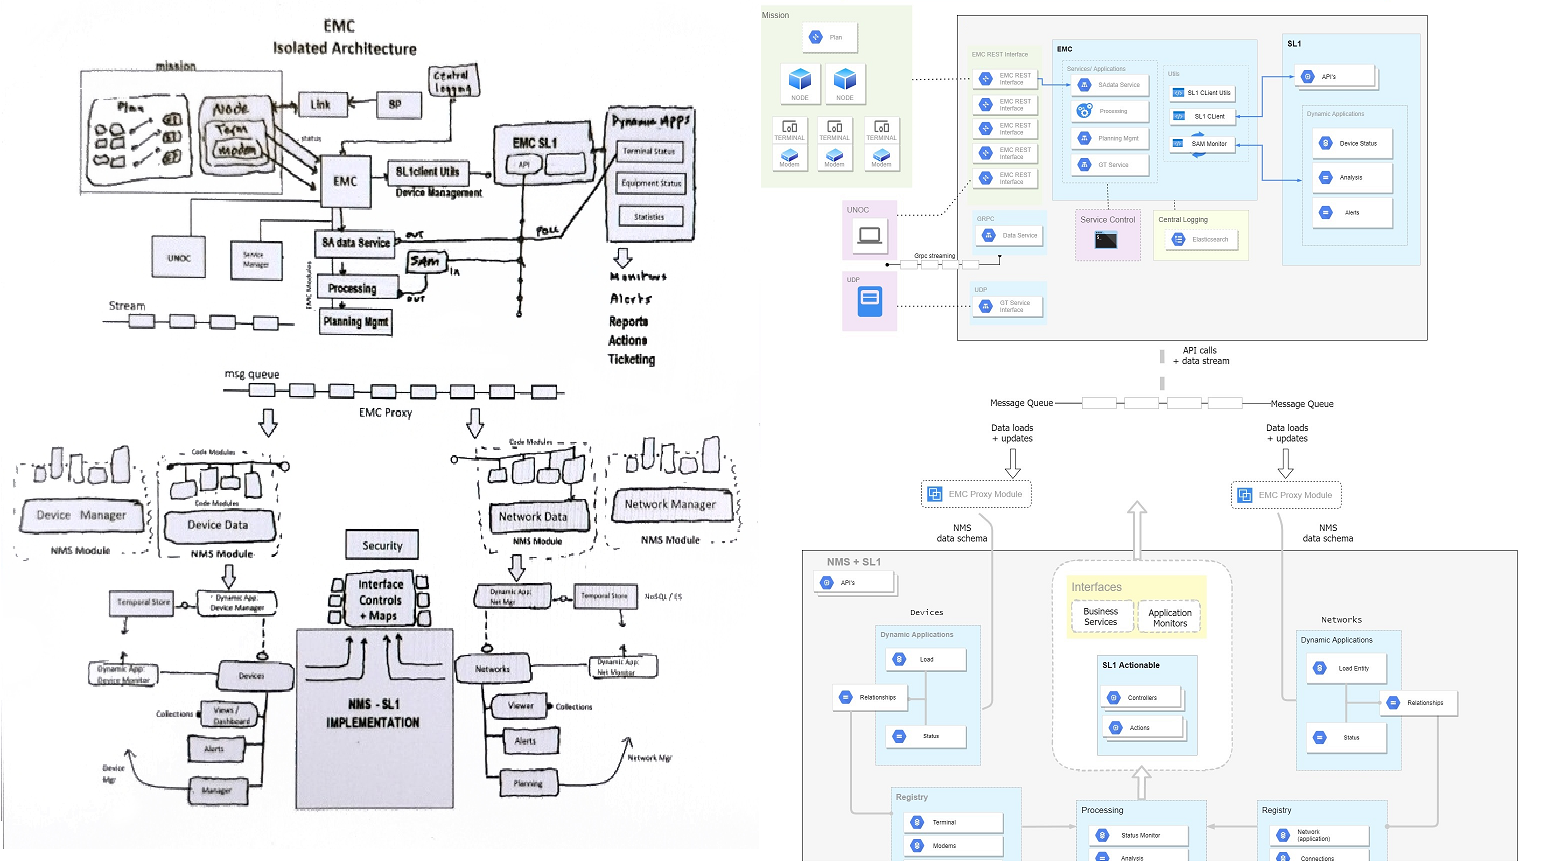 EMC
Isolated Architecture
mission
Plan
Node
Term
Modem
Link
BP
Central
logging
status
EMC
SL1client Utils
Device Management
EMC SL1
API
Dynamic APPS
Terminal Status
Equipment Status
Statistics
UNOC
Service
Manager
SA data Service
OUT
PULL
SAM
IN
OUT
EMC Modules
Processing
Planning Mgmt
Monitors
Alerts
Reports
Actions
Ticketing
Stream
msg queue
EMC Proxy
Code Modules
Code Modules
Device Manager
NMS Module
Device Data
NMS Module
Code Modules
Network Data
NMS Module
Network Manager
NMS Module
Security
Interface
Controls
+ Maps
Temporal Store
Dynamic App:
Device Manager
Dynamic App:
Net Mgr
Temporal Store
NoSQL / ES
Dynamic App:
Device Monitor
Devices
Networks
Dynamic App:
Net Monitor
Collections
Views /
Dashboard
Alerts
Manager
Device
Mgr
NMS - SL1
IMPLEMENTATION
Viewer
Collections
Alerts
Planning
Network Mgr
Mission
Plan
NODE
NODE
TERMINAL
TERMINAL
TERMINAL
Modem
Modem
Modem
UNOC
UDP
Grpc streaming
EMC REST Interface
EMC REST
Interface
EMC REST
Interface
EMC REST
Interface
EMC REST
Interface
EMC REST
Interface
GRPC
Data Service
UDP
GT Service
Interface
EMC
Services/ Applications
SAdata Service
Processing
Planning Mgmt
GT Service
Utils
SL1 CLient Utils
SL1 CLient
SAM Monitor
Service Control
Central Logging
Elasticsearch
SL1
API's
Dynamic Applications
Device Status
Analysis
Alerts
API calls
+ data stream
Message Queue
Message Queue
Data loads
+ updates
Data loads
+ updates
EMC Proxy Module
EMC Proxy Module
NMS
data schema
NMS
data schema
NMS + SL1
API's
Devices
Dynamic Applications
Load
Relationships
Status
Interfaces
Business
Services
Application
Monitors
SL1 Actionable
Controllers
Actions
Networks
Dynamic Applications
Load Entity
Relationships
Status
Registry
Terminal
Modems
Processing
Status Monitor
Analysis
Registry
Network
(application)
Connections